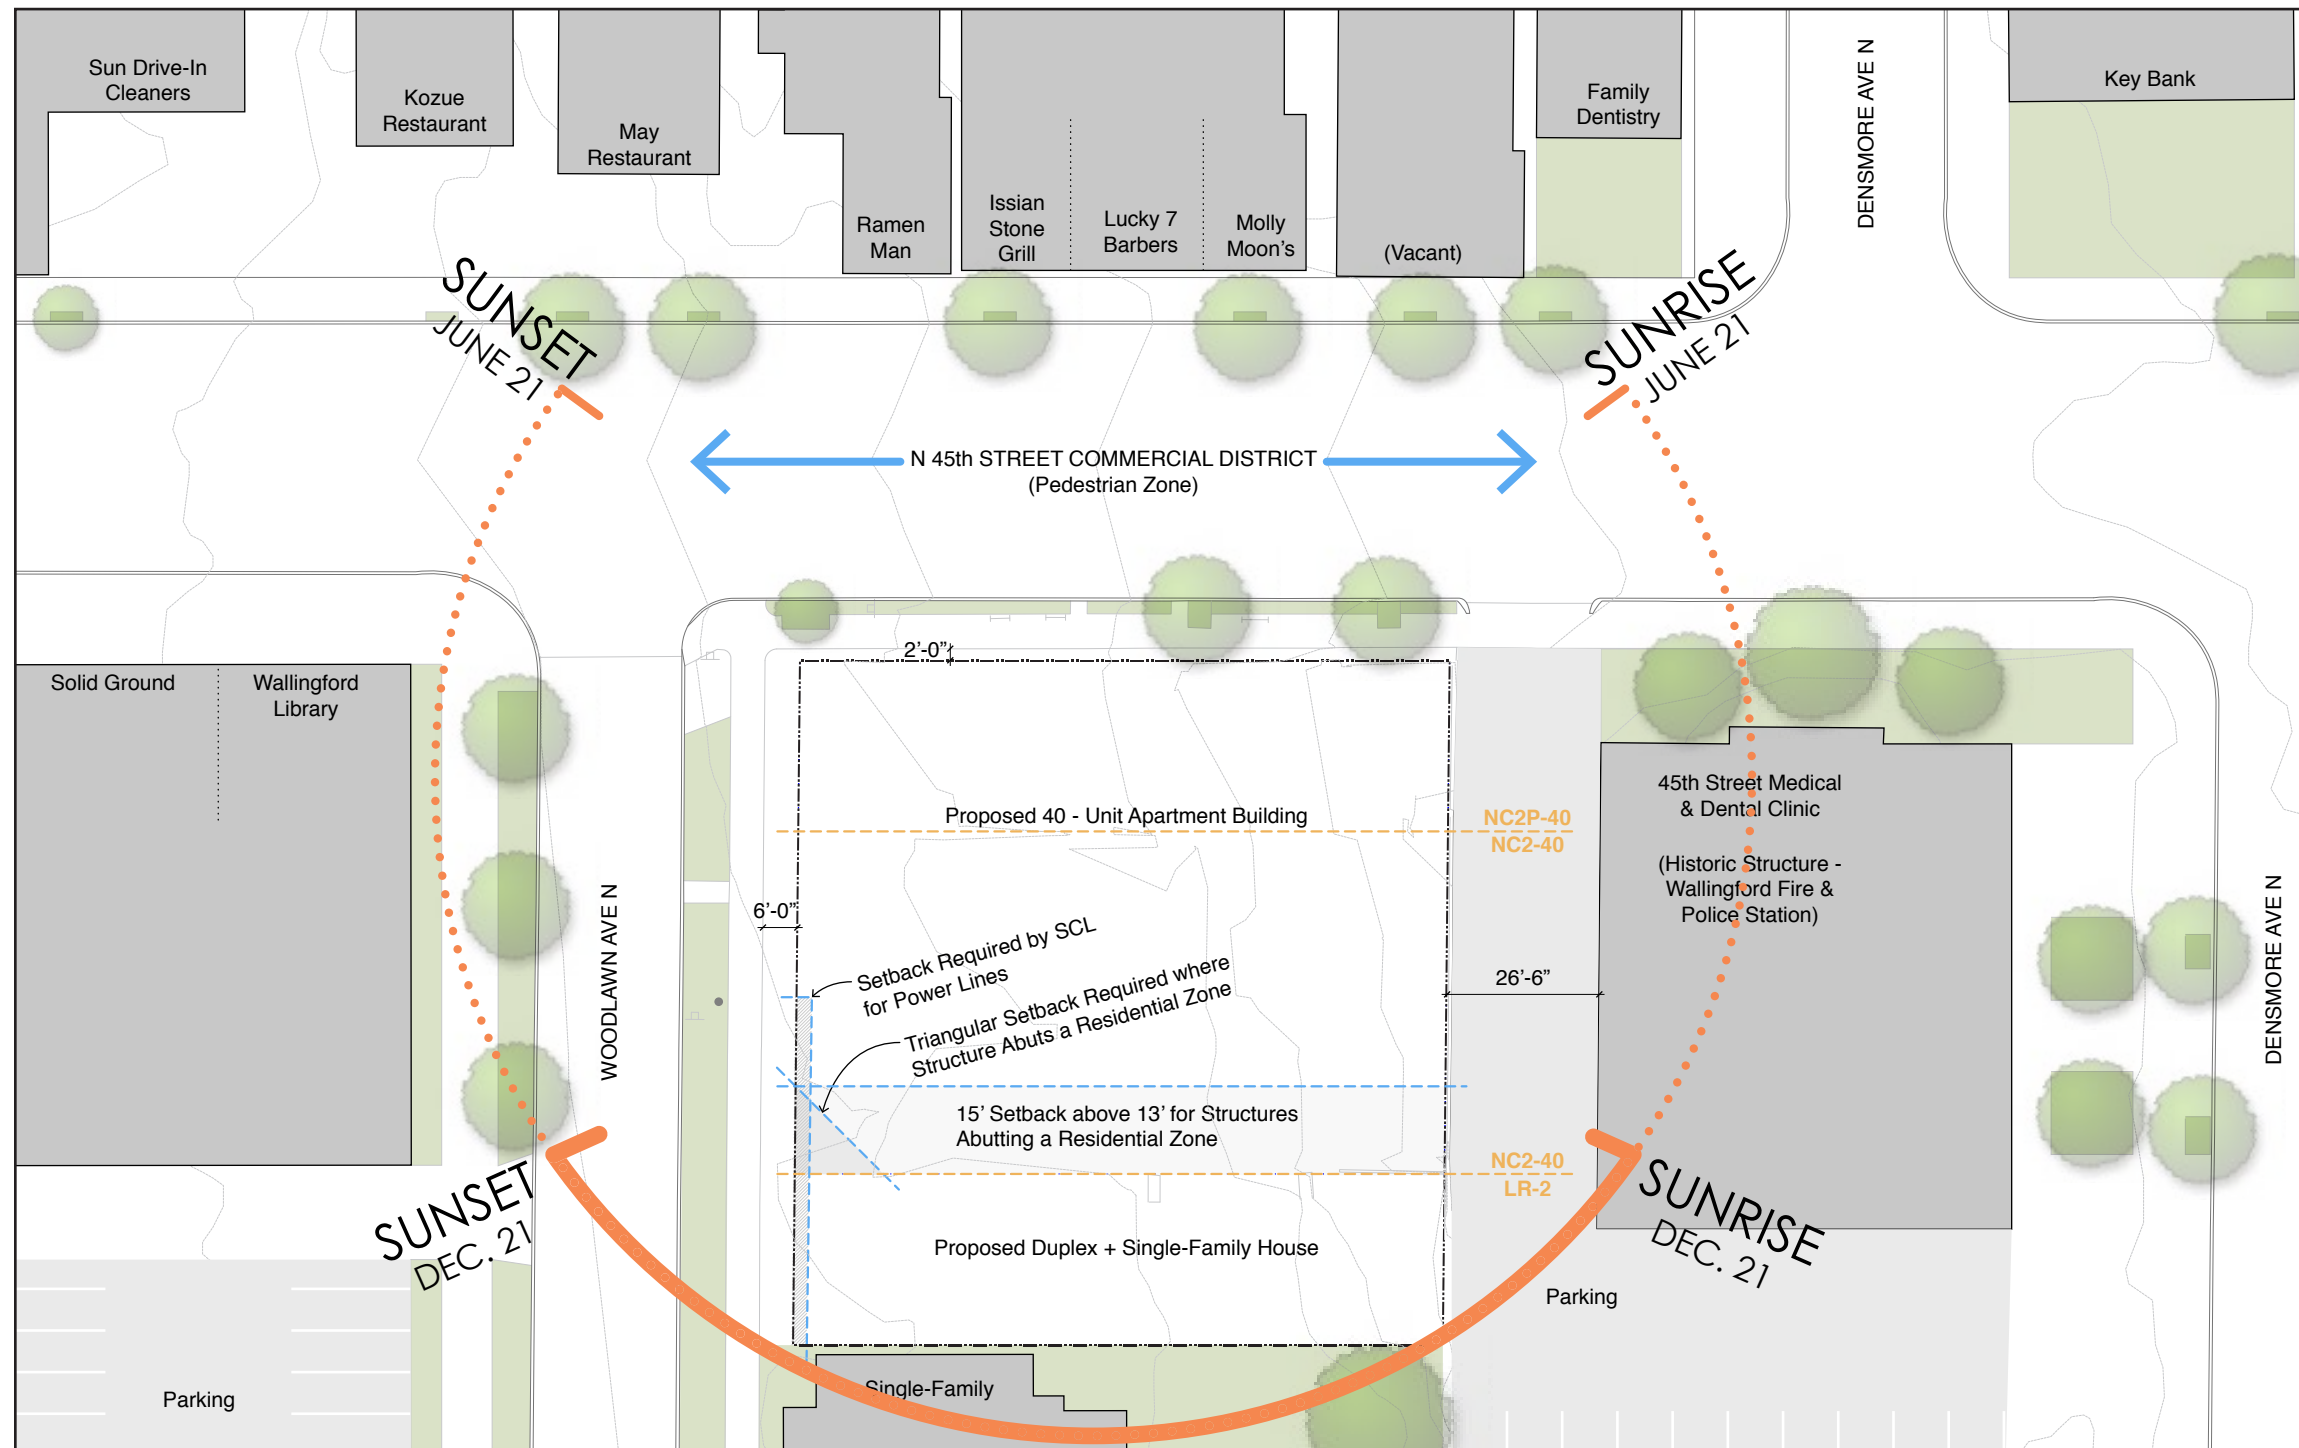 Sun Drive-In
Cleaners
Kozue
Restaurant
May
Restaurant
Ramen
Man
Issian
Stone
Grill
Lucky 7
Barbers
Molly
Moon's
(Vacant)
Family
Dentistry
DENSMORE AVE N
Key Bank
SUNSET
JUNE 21
SUNRISE
JUNE 21
N 45th STREET COMMERCIAL DISTRICT
(Pedestrian Zone)
2'-0"
Solid Ground
Wallingford
Library
Proposed 40 - Unit Apartment Building
NC2P-40
NC2-40
45th Street Medical
& Dental Clinic
(Historic Structure -
Wallingford Fire &
Police Station)
WOODLAWN AVE N
6'-0"
Setback Required by SCL
for Power Lines
Triangular Setback Required where
Structure Abuts a Residential Zone
26'-6"
DENSMORE AVE N
15' Setback above 13' for Structures
Abutting a Residential Zone
NC2-40
LR-2
SUNSET
DEC. 21
SUNRISE
DEC. 21
Proposed Duplex + Single-Family House
Parking
Single-Family
Parking